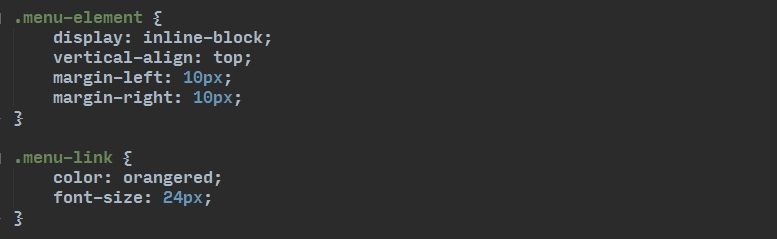 .menu-element {
    display: inline-block;
    vertical-align: top;
    margin-left: 10px;
    margin-right: 10px;
}

.menu-link {
    color: orangered;
    font-size: 24px;
}